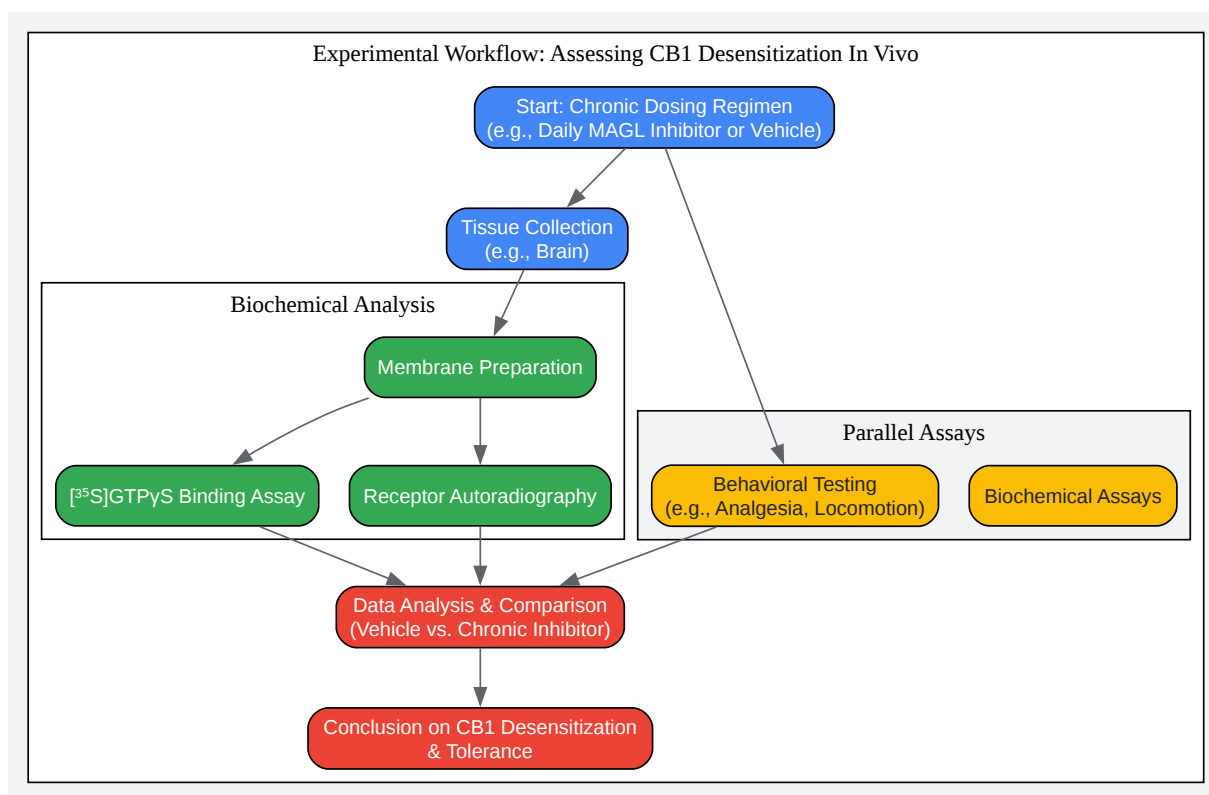 Experimental Workflow: Assessing CB1 Desensitization In Vivo
Start: Chronic Dosing Regimen
(e.g., Daily MAGL Inhibitor or Vehicle)
Tissue Collection
(e.g., Brain)
Biochemical Analysis
Membrane Preparation
Parallel Assays
[³⁵S]GTPγS Binding Assay
Receptor Autoradiography
Behavioral Testing
(e.g., Analgesia, Locomotion)
Biochemical Assays
Data Analysis & Comparison
(Vehicle vs. Chronic Inhibitor)
Conclusion on CB1 Desensitization
& Tolerance